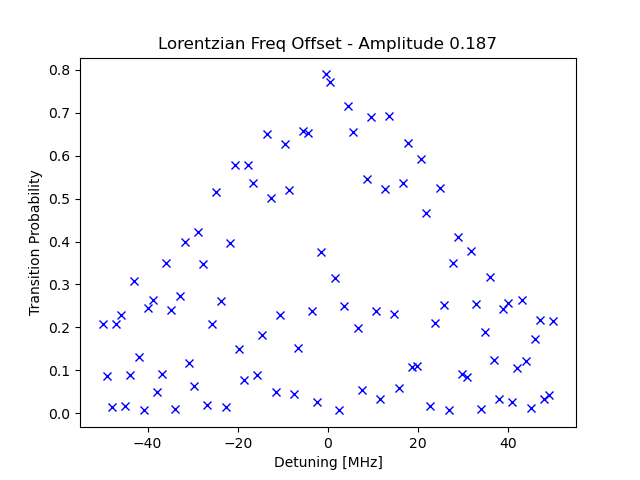 Lorentzian Freq Offset - Amplitude 0.187
Transition Probability
0.8
0.7
0.6
0.5
0.4
0.3
0.2
0.1
0.0
−40 −20 0 20 40
Detuning [MHz]